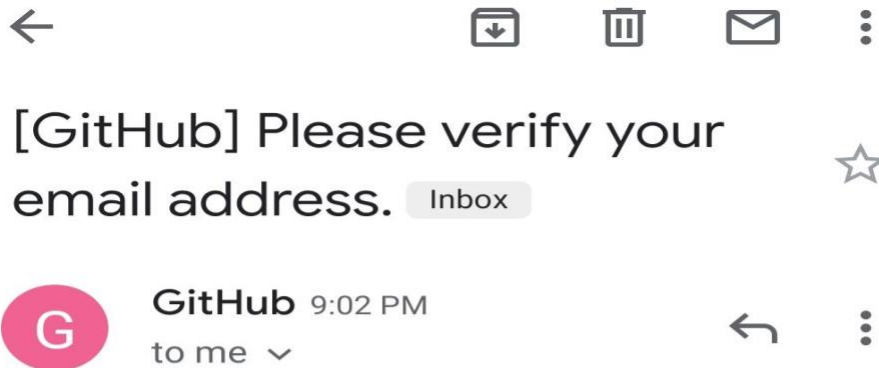 [GitHub] Please verify your
email address. Inbox
G
GitHub 9:02 PM
to me